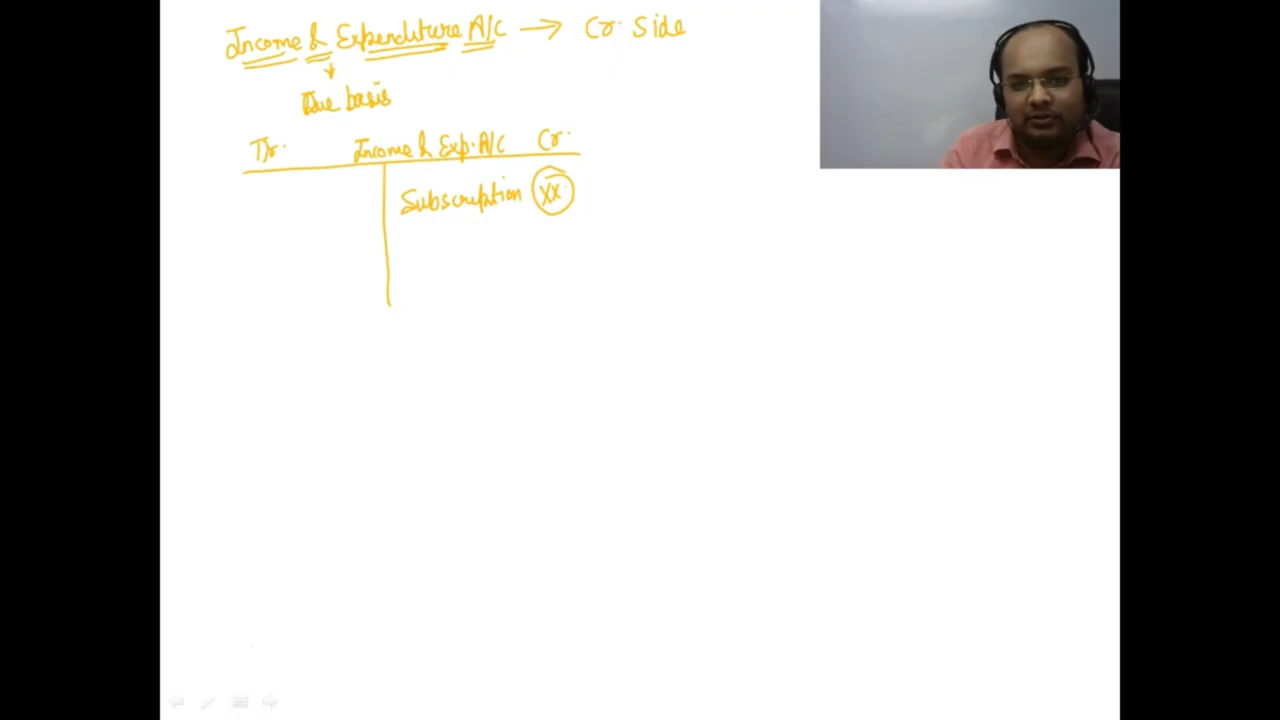 Income & Expenditure A/C → Cr. Side
Due basis
Dr. Income & Exp. A/C Cr.
Subscription XX